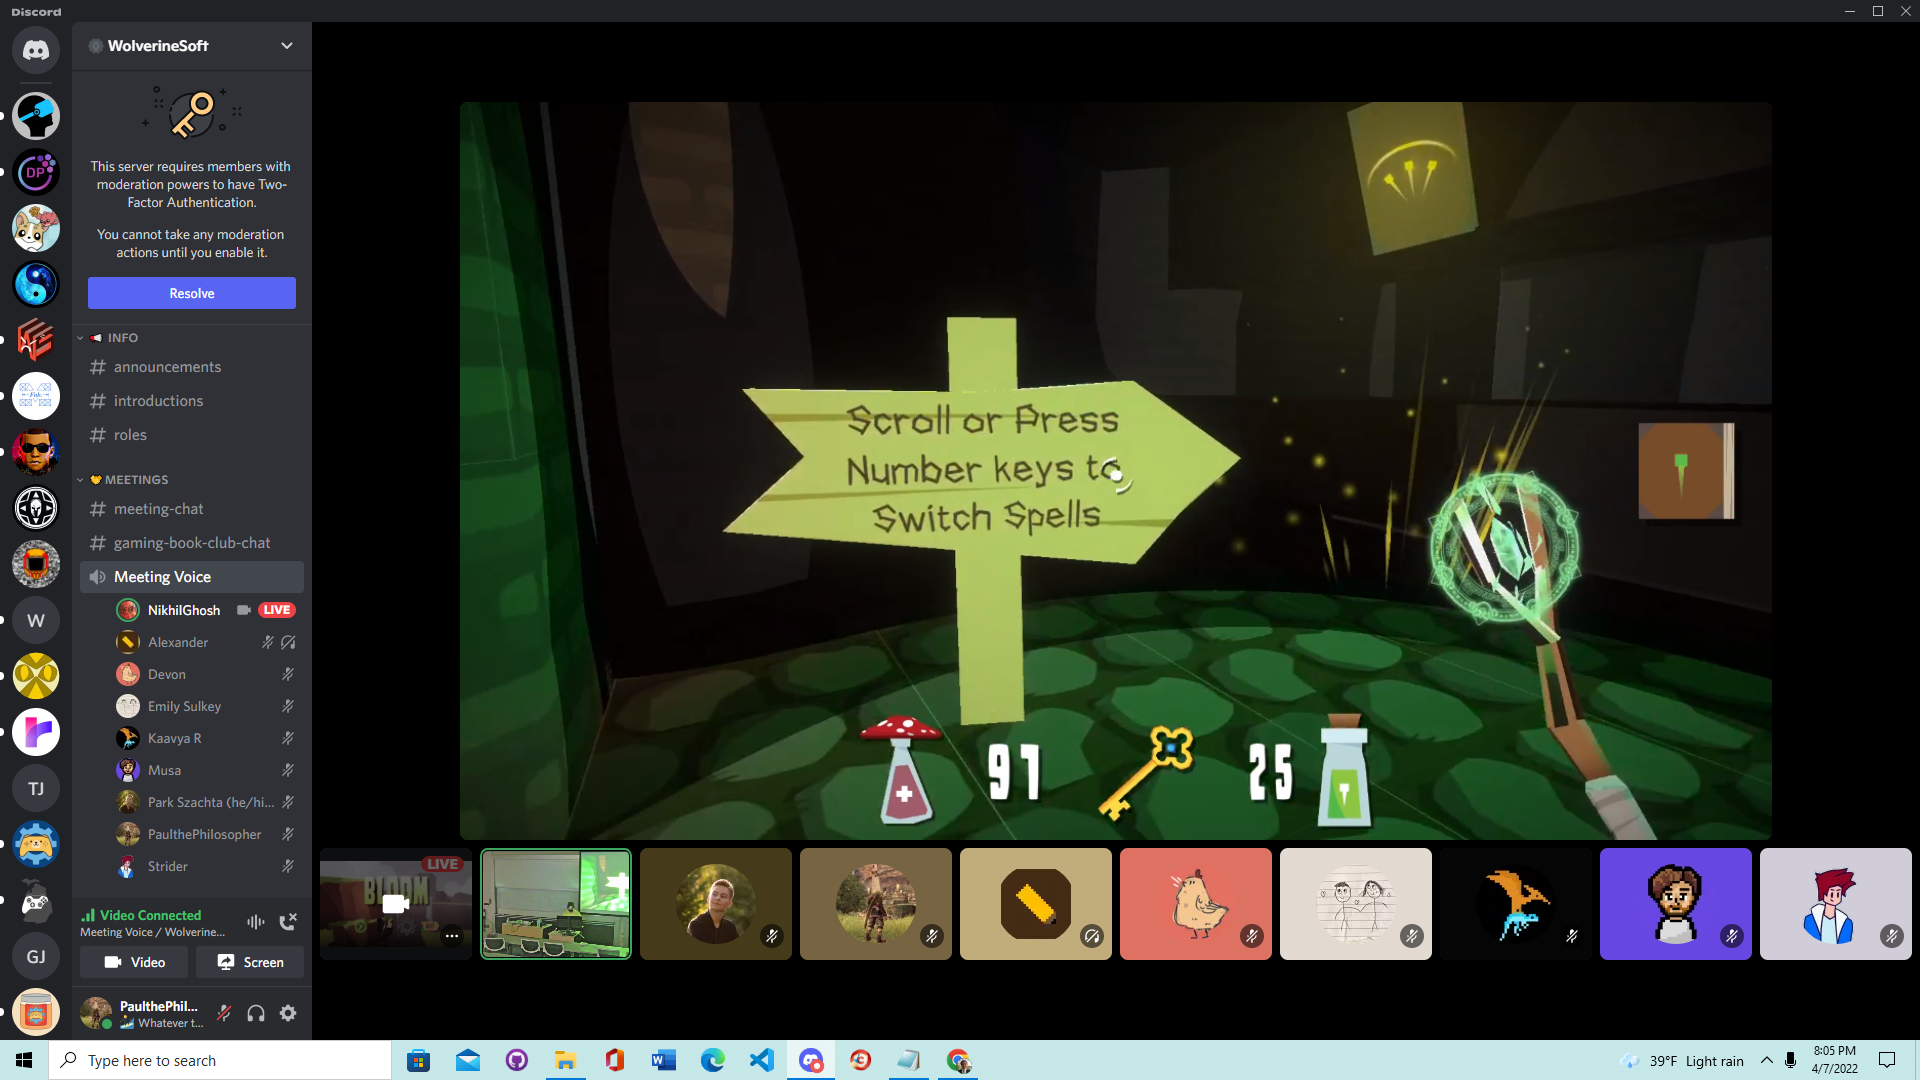 Discord
WolverineSoft
This server requires members with
moderation powers to have Two-
Factor Authentication.
You cannot take any moderation
actions until you enable it.
Resolve
INFO
announcements
introductions
roles
MEETINGS
meeting-chat
gaming-book-club-chat
Meeting Voice
NikhilGhosh
LIVE
Alexander
Devon
Emily Sulkey
Kaavya R
Musa
Park Szachta (he/hi...
PaulthePhilosopher
Strider
Video Connected
Meeting Voice / Wolverine...
Video
Screen
PaulthePhil...
Whatever t...
DP
W
TJ
GJ
Scroll or Press
Number keys to
Switch Spells
91
25
LIVE
BLOOM
Type here to search
39°F Light rain
8:05 PM
4/7/2022